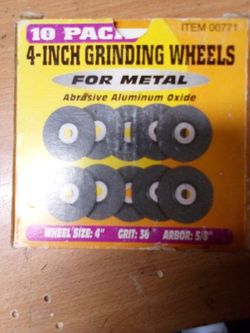 10 PACK
ITEM 00771
4-INCH GRINDING WHEELS
FOR METAL
Abrasive Aluminum Oxide
WHEEL SIZE: 4" GRIT: 36 ARBOR: 5/8"